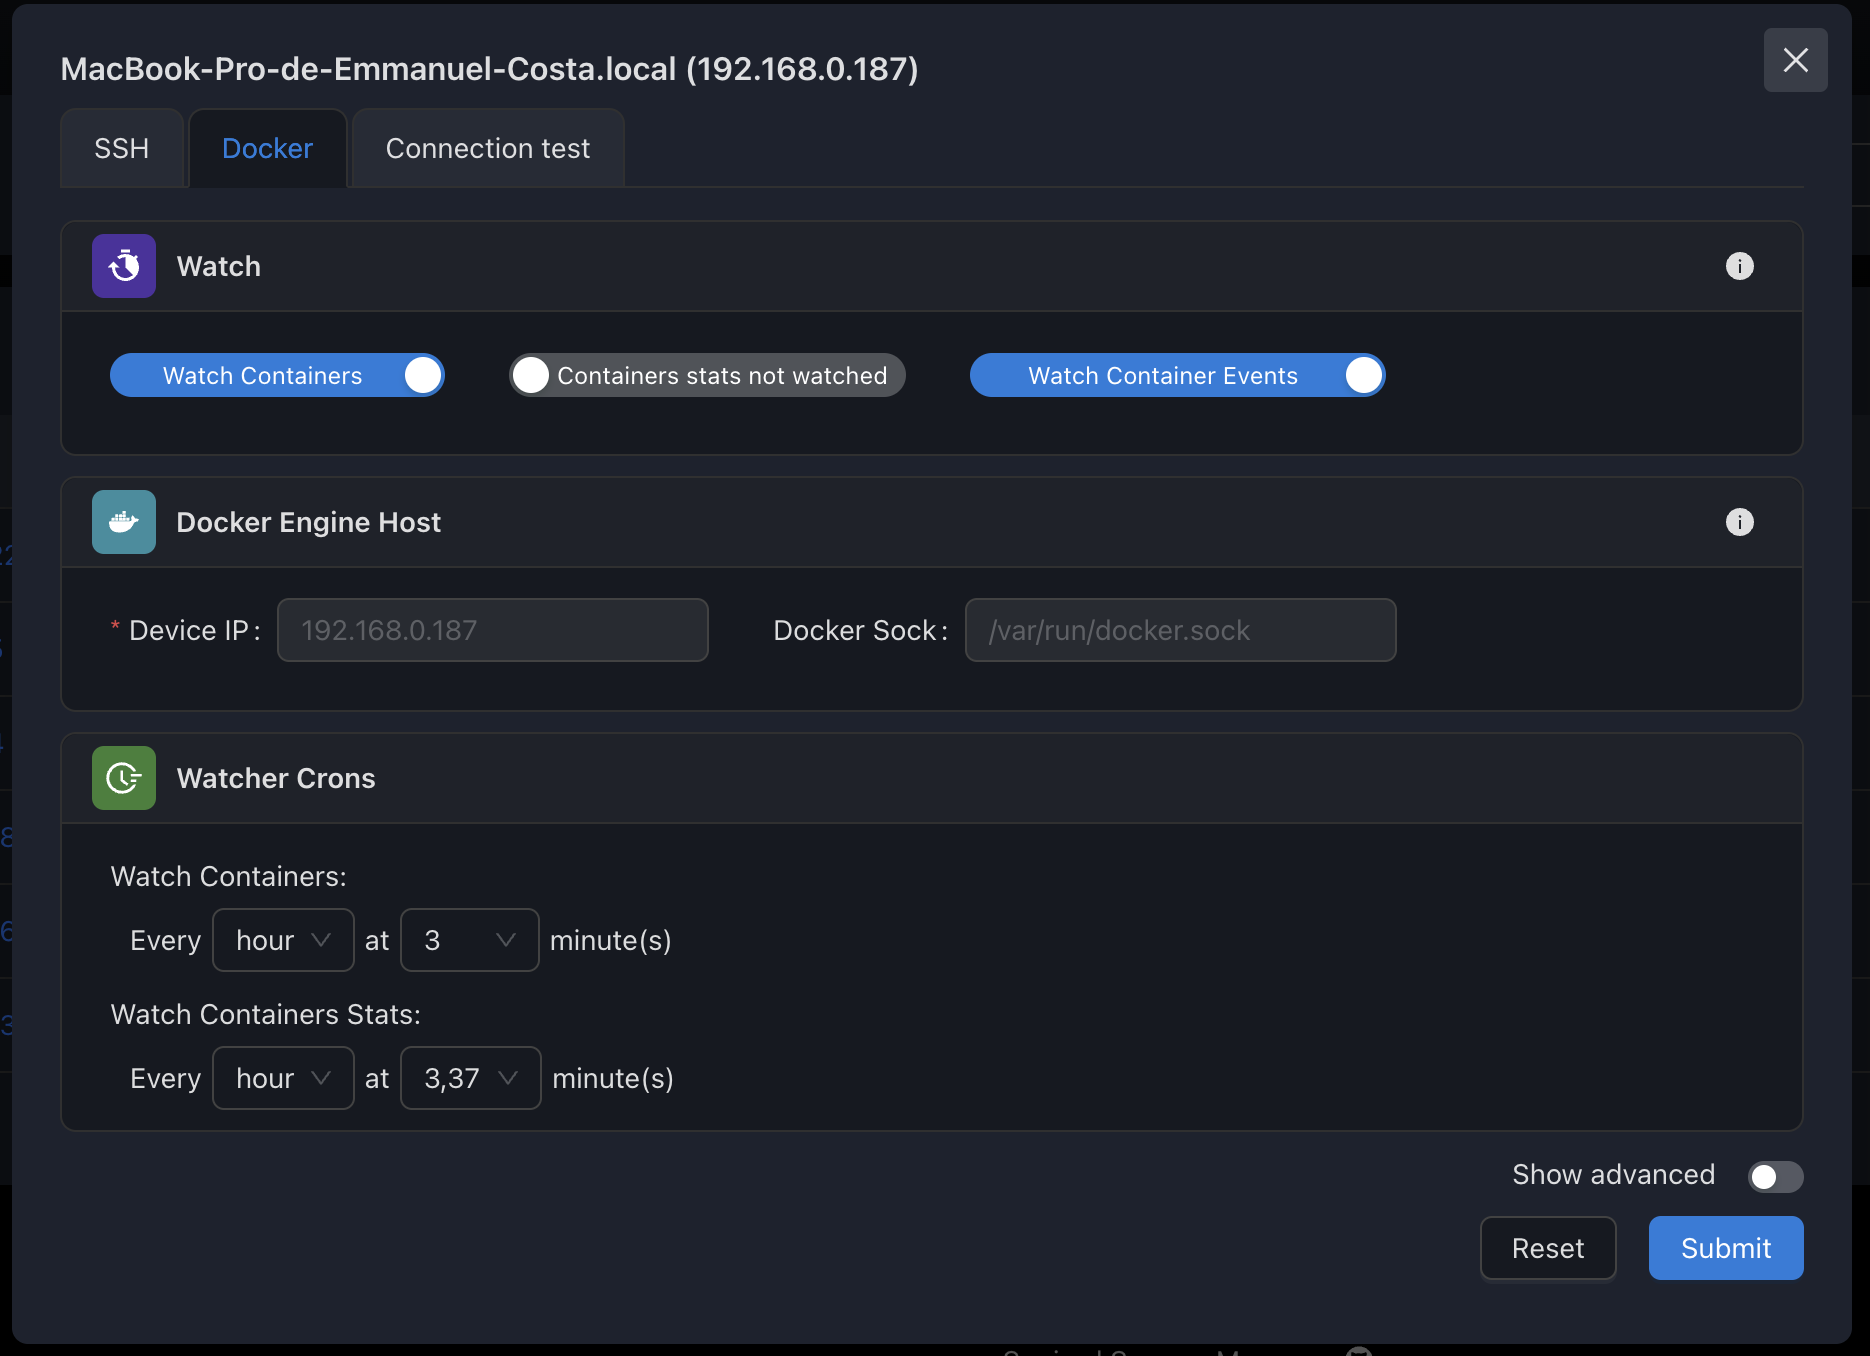 MacBook-Pro-de-Emmanuel-Costa.local (192.168.0.187)
SSH Docker Connection test
Watch
Watch Containers Containers stats not watched Watch Container Events
Docker Engine Host
* Device IP : 192.168.0.187 Docker Sock : /var/run/docker.sock
Watcher Crons
Watch Containers:
Every hour at 3 minute(s)
Watch Containers Stats:
Every hour at 3,37 minute(s)
Show advanced
Reset Submit